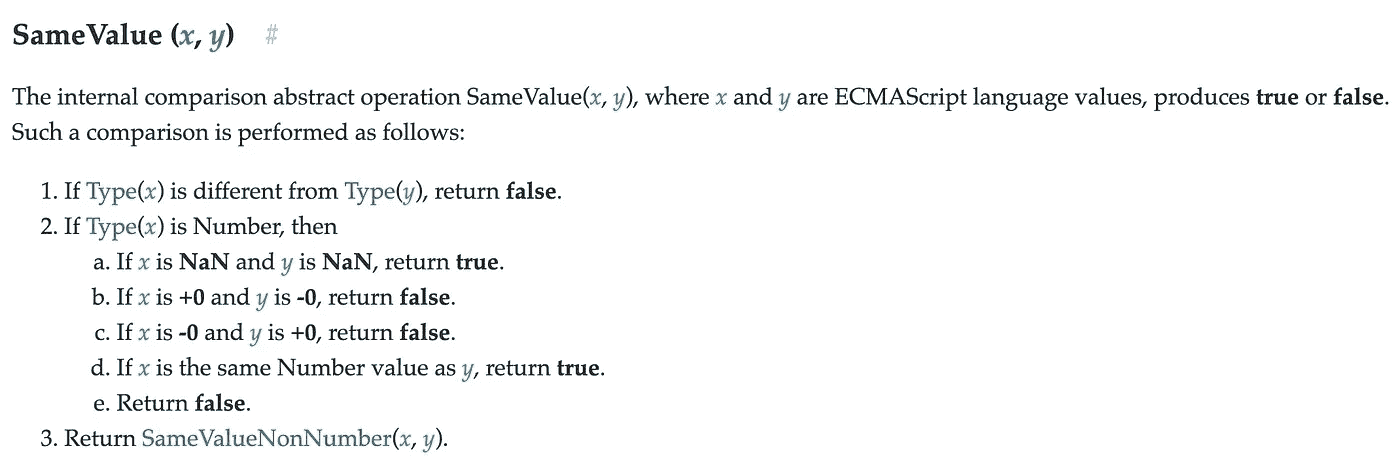 SameValue (x, y) #
The internal comparison abstract operation SameValue(x, y), where x and y are ECMAScript language values, produces true or false.
Such a comparison is performed as follows:
1. If Type(x) is different from Type(y), return false.
2. If Type(x) is Number, then
a. If x is NaN and y is NaN, return true.
b. If x is +0 and y is -0, return false.
c. If x is -0 and y is +0, return false.
d. If x is the same Number value as y, return true.
e. Return false.
3. Return SameValueNonNumber(x, y).